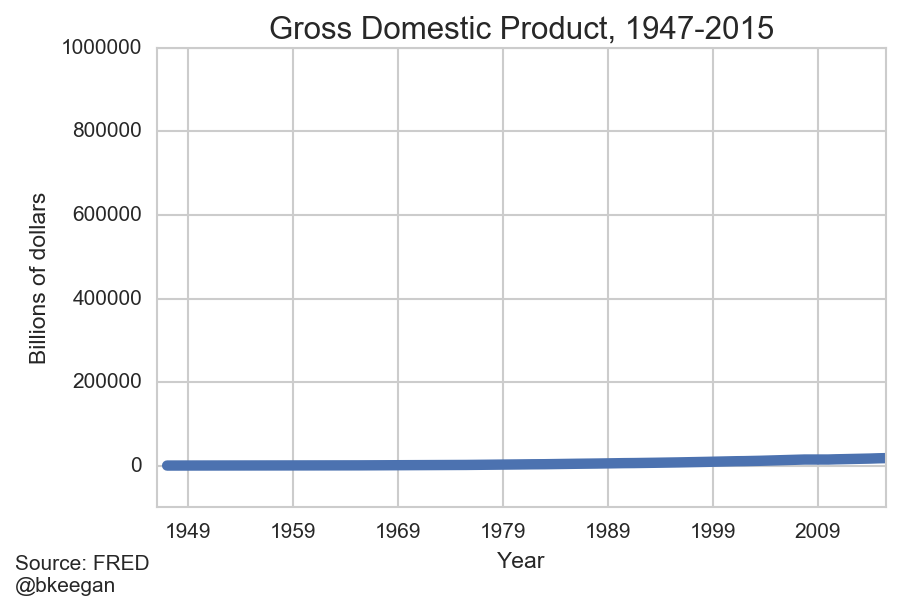 Gross Domestic Product, 1947-2015
1000000
800000
600000
400000
200000
0
Billions of dollars
1949 1959 1969 1979 1989 1999 2009
Year
Source: FRED
@bkeegan